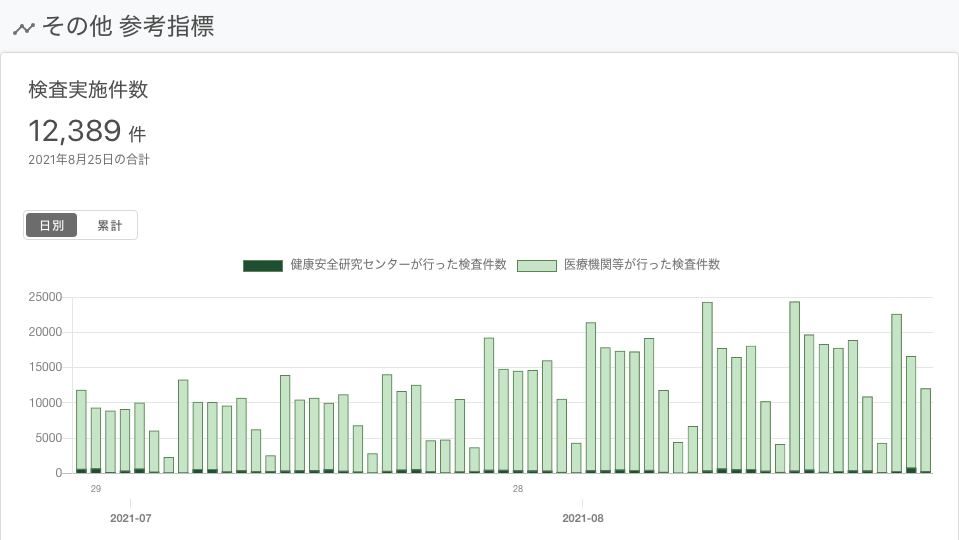 その他 参考指標
検査実施件数
12,389 件
2021年8月25日の合計
日別 累計
健康安全研究センターが行った検査件数 医療機関等が行った検査件数
25000
20000
15000
10000
5000
0
29 28
2021-07 2021-08